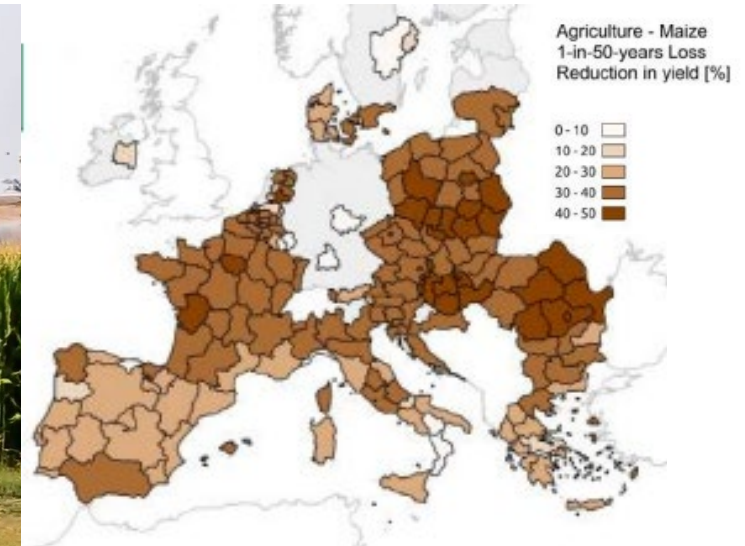 Agriculture - Maize
1-in-50-years Loss
Reduction in yield [%]
0 - 10
10 - 20
20 - 30
30 - 40
40 - 50